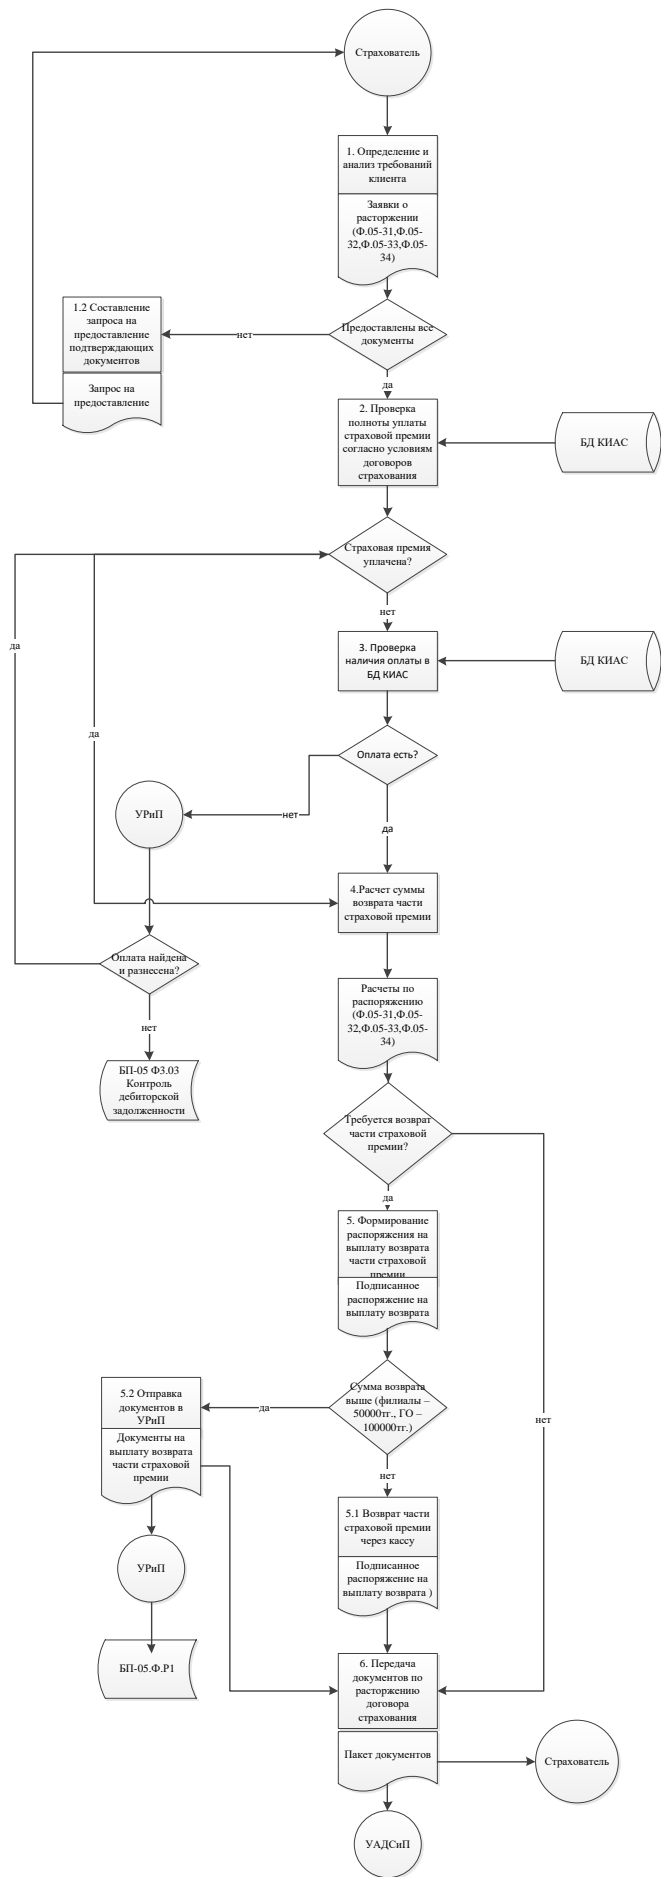 Страхователь
1. Определение и
анализ требований
клиента
Заявки о
расторжении
(Ф.05-31,Ф.05-
32,Ф.05-33,Ф.05-
34)
Предоставлены все
документы
нет
1.2 Составление
запроса на
предоставление
подтверждающих
документов
Запрос на
предоставление
да
2. Проверка
полноты уплаты
страховой премии
согласно условиям
договоров
страхования
БД КИАС
Страховая премия
уплачена?
да
да
нет
3. Проверка
наличия оплаты в
БД КИАС
БД КИАС
Оплата есть?
нет
УРиП
да
4.Расчет суммы
возврата части
страховой премии
Оплата найдена
и разнесена?
нет
БП-05 Ф3.03
Контроль
дебиторской
задолженности
Расчеты по
распоряжению
(Ф.05-31,Ф.05-
32,Ф.05-33,Ф.05-
34)
Требуется возврат
части страховой
премии?
да
нет
5. Формирование
распоряжения на
выплату возврата
части страховой
премии
Подписанное
распоряжение на
выплату возврата
Сумма возврата
выше (филиалы –
50000тг., ГО –
100000тг.)
да
5.2 Отправка
документов в
УРиП
Документы на
выплату возврата
части страховой
премии
УРиП
БП-05.Ф.Р1
нет
5.1 Возврат части
страховой премии
через кассу
Подписанное
распоряжение на
выплату возврата )
6. Передача
документов по
расторжению
договора
страхования
Пакет документов
Страхователь
УАДСиП